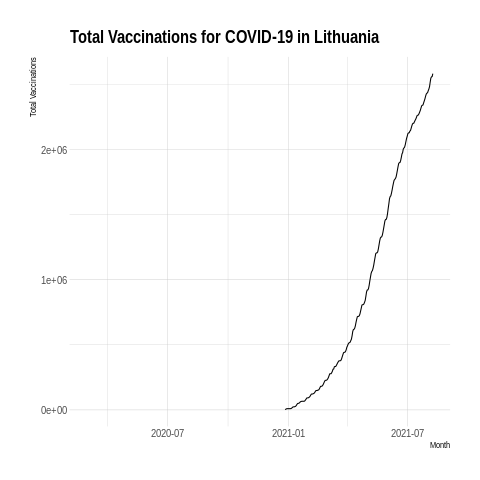 Total Vaccinations for COVID-19 in Lithuania
Total Vaccinations
2e+06
1e+06
0e+00
2020-07 2021-01 2021-07
Month